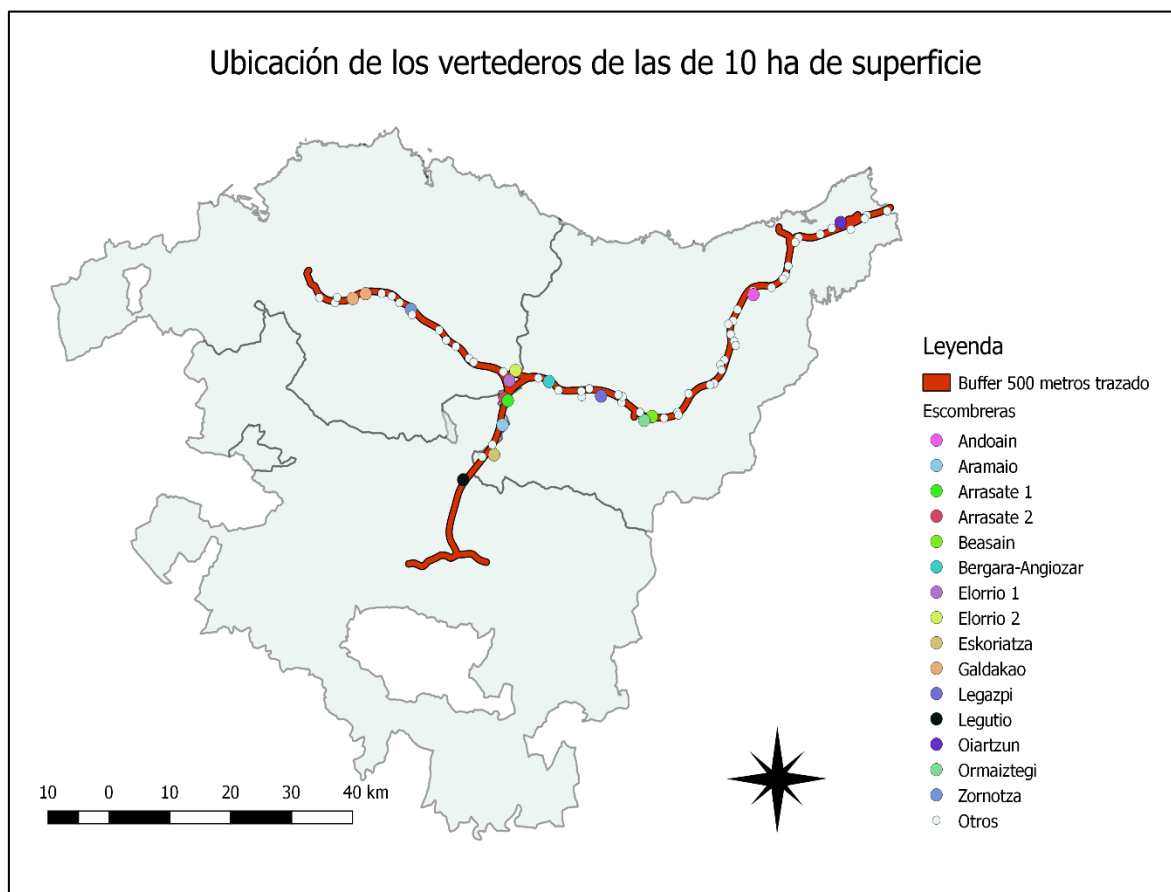 Ubicación de los vertederos de las de 10 ha de superficie
Leyenda
Buffer 500 metros trazado
Escombreras
Andoain
Aramaio
Arrasate 1
Arrasate 2
Beasain
Bergara-Angiozar
Elorrio 1
Elorrio 2
Eskoriatza
Galdakao
Legazpi
Legutio
Oiartzun
Ormaiztegi
Zornotza
Otros
10 0 10 20 30 40 km